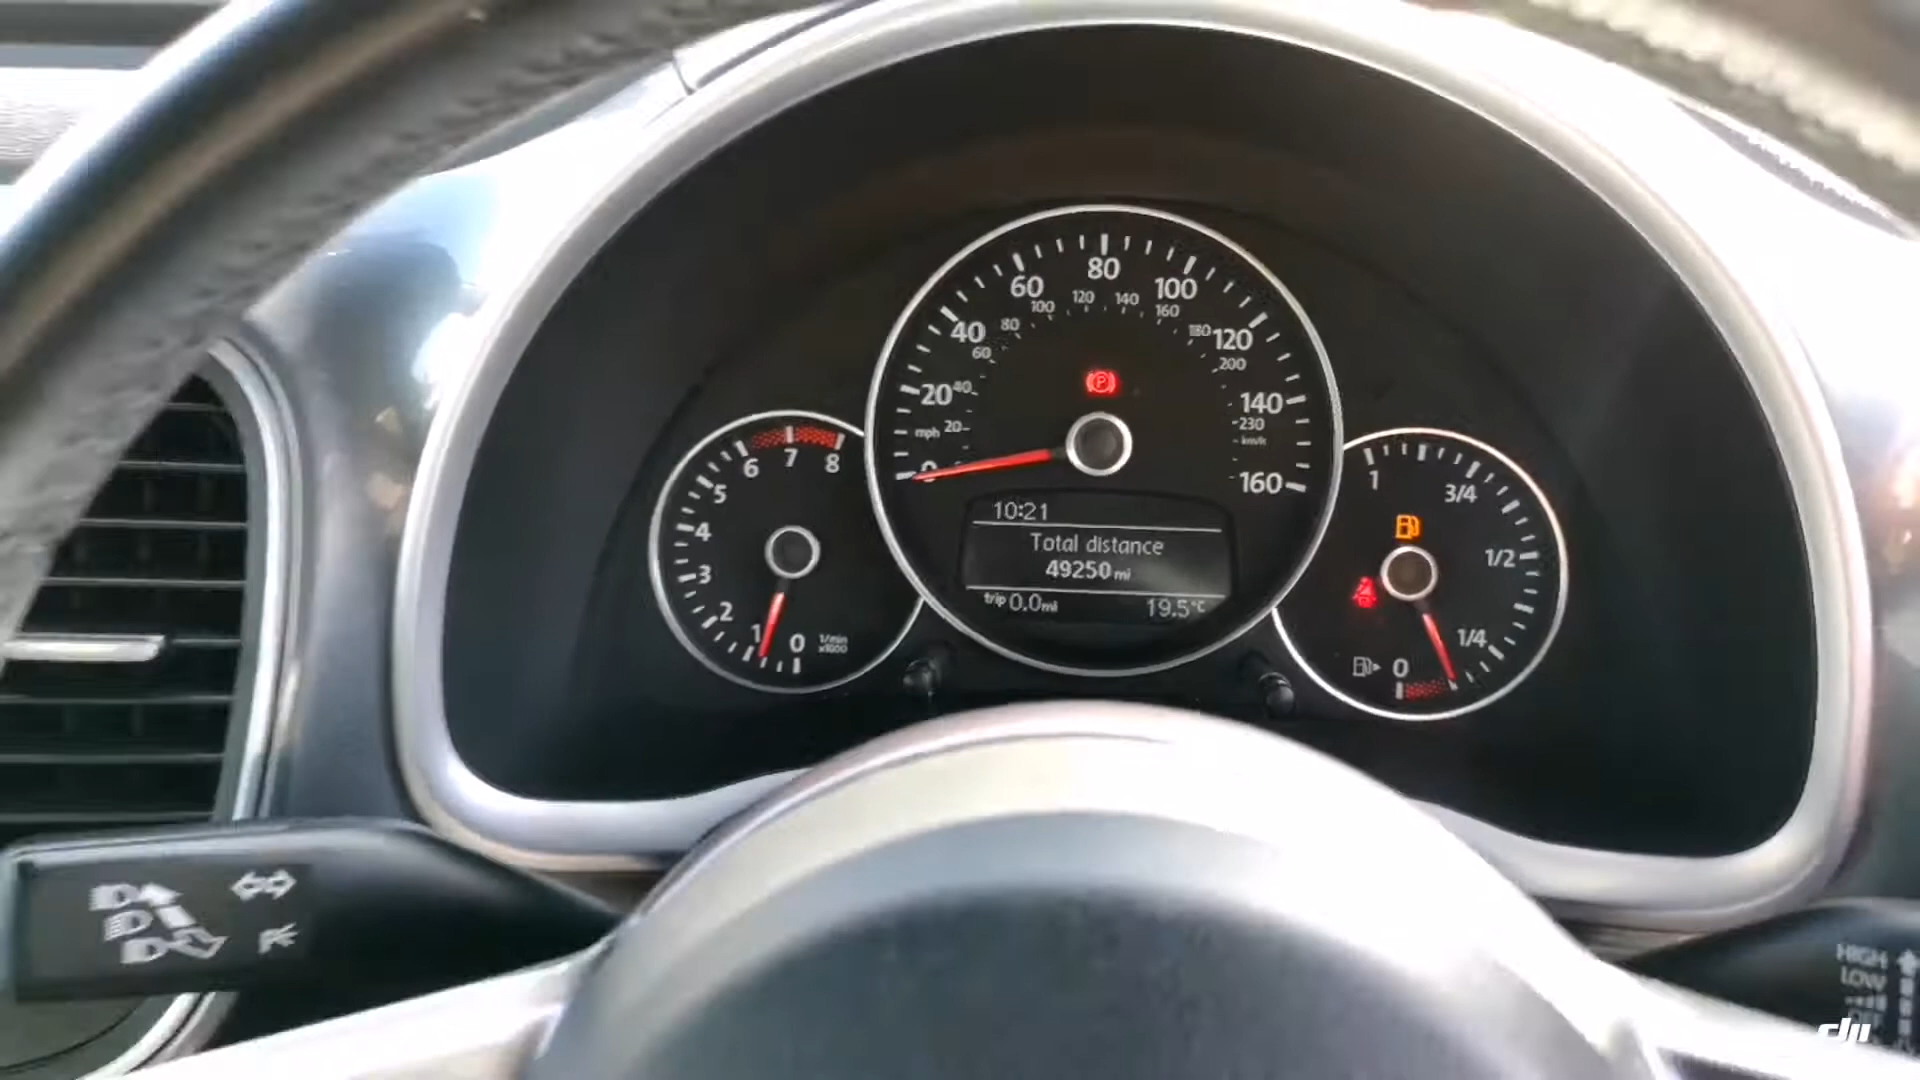 80
60
100
100
120
140
160
40
80
180
120
60
200
20
40
140
mph
20
230
km/h
0
160
10:21
Total distance
49250 mi
trip 0.0 mi
19.5°C
6
7
8
5
4
3
2
1
0
1/min
x1000
1
3/4
1/2
1/4
0
P
HIGH
LOW
OFF
dji